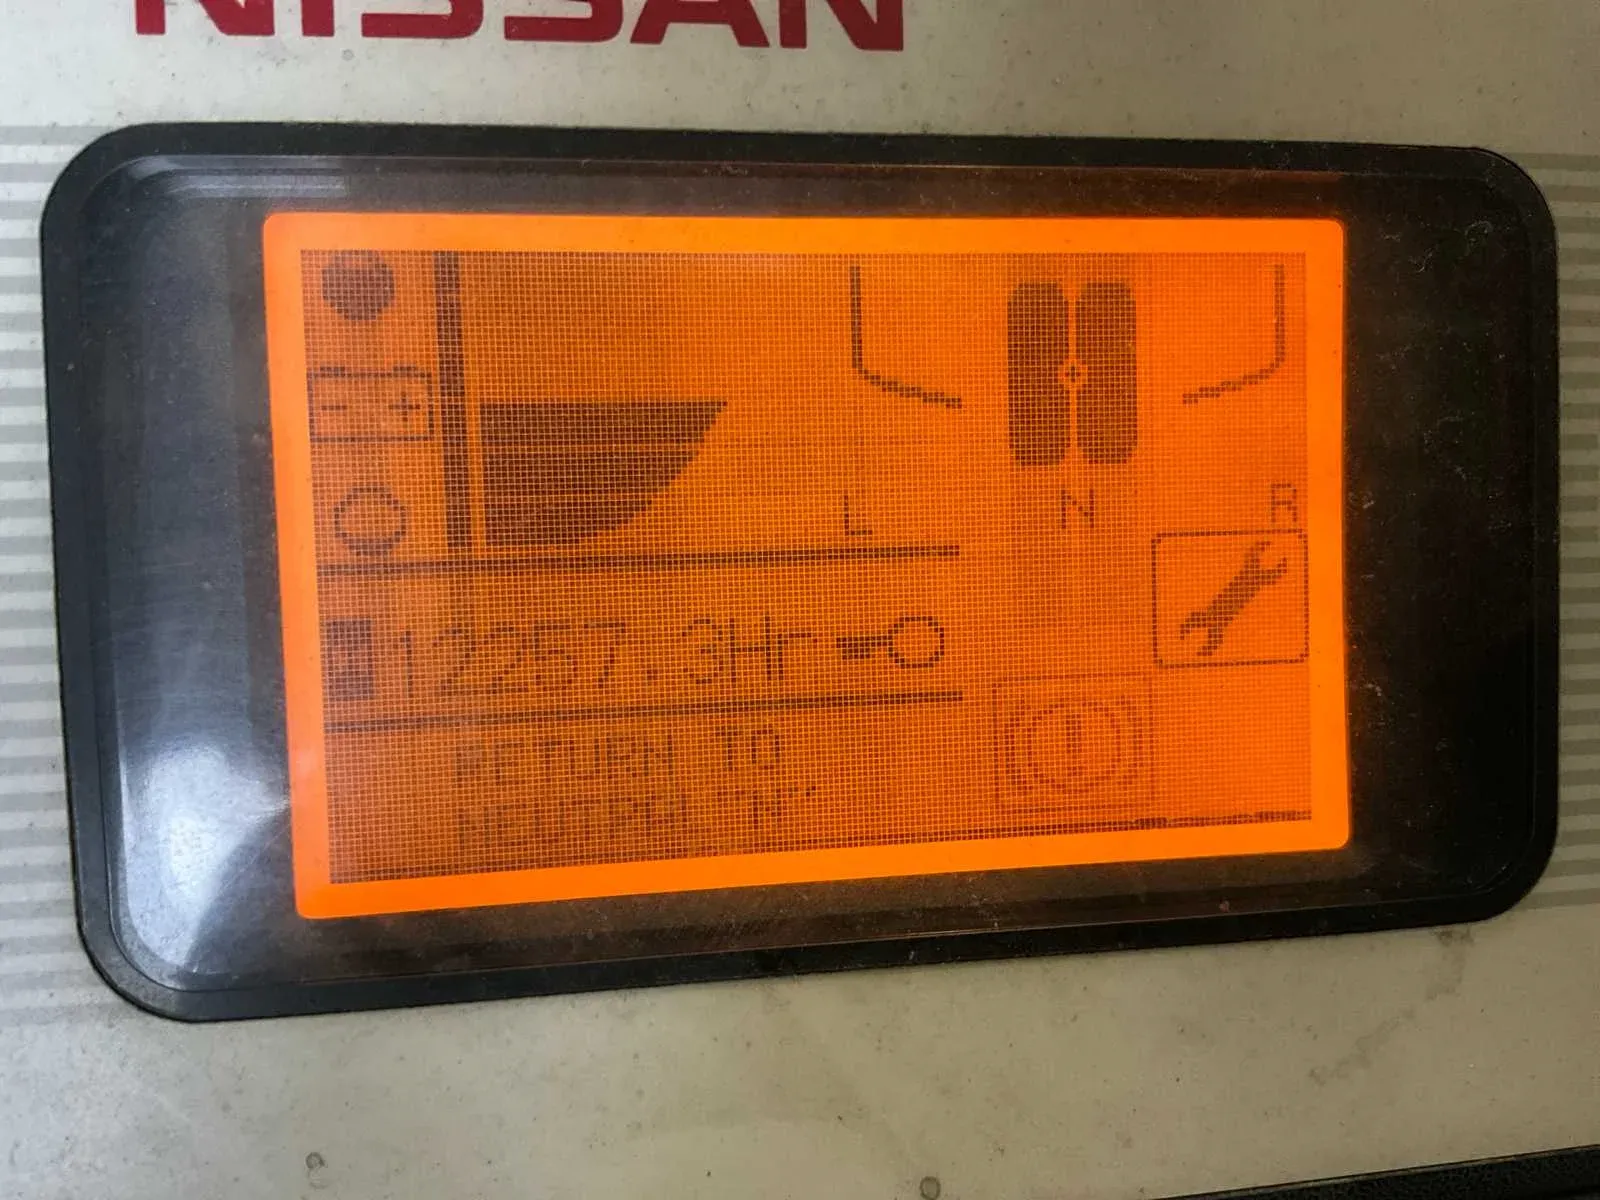 NISSAN
- +
L N R
12257.3Hr
RETURN TO
NEUTRAL "N"